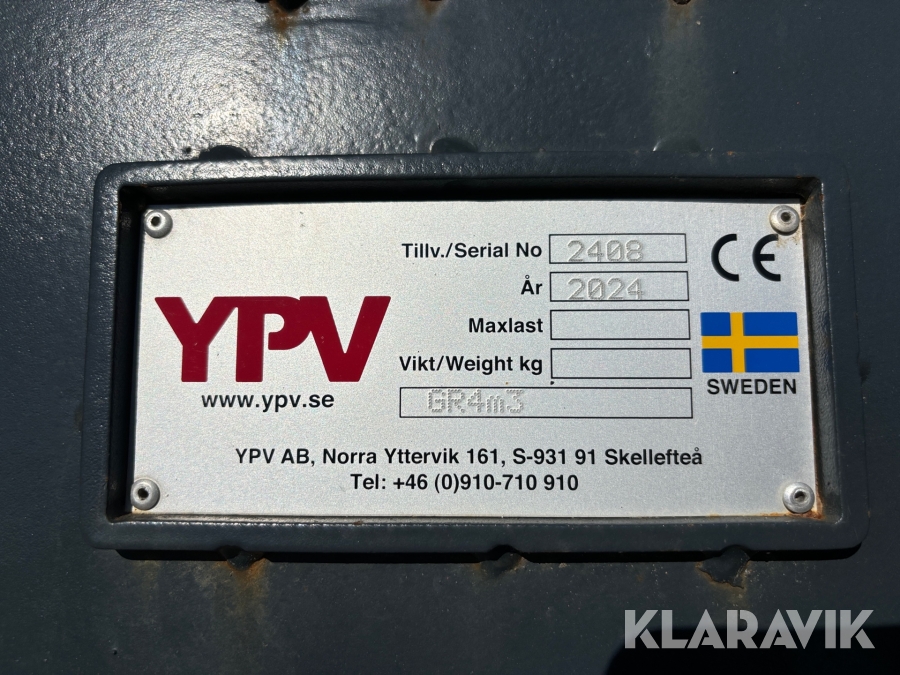 Tillv./Serial No 2408
År 2024
Maxlast
Vikt/Weight kg
GR4m3
YPV
www.ypv.se
CE
SWEDEN
YPV AB, Norra Yttervik 161, S-931 91 Skellefteå
Tel: +46 (0)910-710 910
KLARAVIK